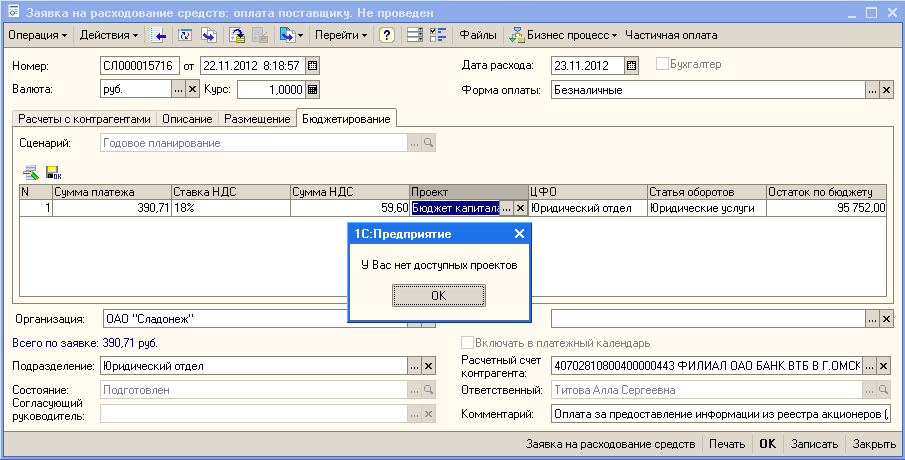 Заявка на расходование средств: оплата поставщику. Не проведен
Операция Действия Перейти Файлы Бизнес процесс Частичная оплата
Номер: СЛ000015716 от 22.11.2012 8:18:57 Дата расхода: 23.11.2012 Бухгалтер
Валюта: руб. ... × Курс: 1,0000 Форма оплаты: Безналичные ... ×
Расчеты с контрагентами Описание Размещение Бюджетирование
Сценарий: Годовое планирование ...
ОК
N Сумма платежа Ставка НДС Сумма НДС Проект ЦФО Статья оборотов Остаток по бюджету
1 390,71 18% 59,60 Бюджет капитала ... × Юридический отдел Юридические услуги 95 752,00
1С:Предприятие
У Вас нет доступных проектов
ОК
Организация: ОАО "Сладонеж" ... ×
Всего по заявке: 390,71 руб. Включать в платежный календарь
Подразделение: Юридический отдел ... × Расчетный счет контрагента: 40702810800400000443 ФИЛИАЛ ОАО БАНК ВТБ В Г.ОМСК ... ×
Состояние: Подготовлен ... Ответственный: Титова Алла Сергеевна ...
Согласующий руководитель: ... × Комментарий: Оплата за предоставление информации из реестра акционеров (,
Заявка на расходование средств Печать ОК Записать Закрыть